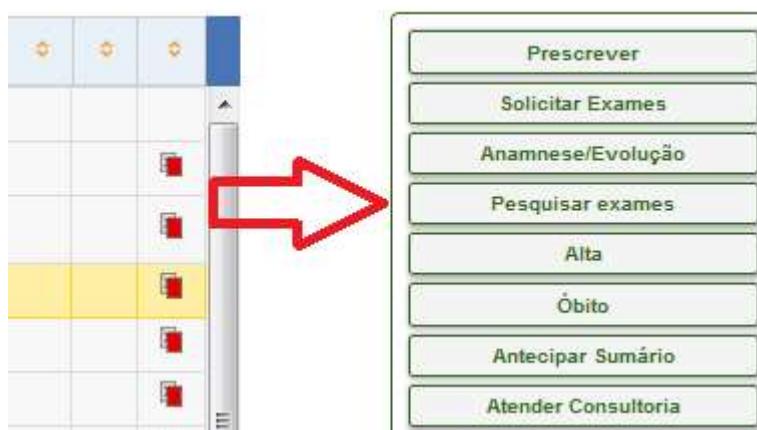 Prescrever
Solicitar Exames
Anamnese/Evolução
Pesquisar exames
Alta
Óbito
Antecipar Sumário
Atender Consultoria